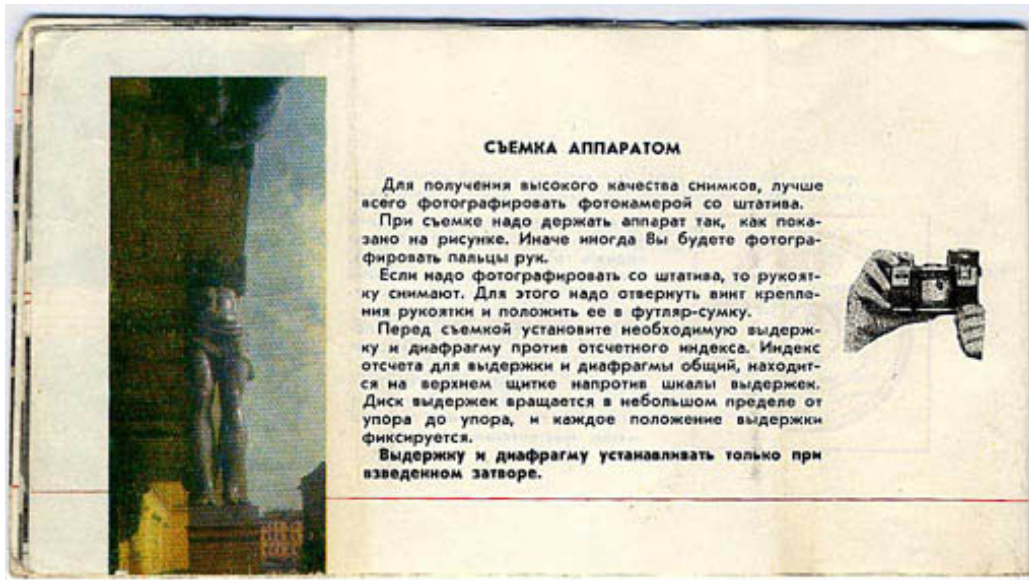 СЪЕМКА АППАРАТОМ
Для получения высокого качества снимков, лучше
всего фотографировать фотокамерой со штатива.
При съемке надо держать аппарат так, как пока-
зано на рисунке. Иначе иногда Вы будете фотогра-
фировать пальцы рук.
Если надо фотографировать со штатива, то рукоят-
ку снимают. Для этого надо отвернуть винт крепле-
ния рукоятки и положить ее в футляр-сумку.
Перед съемкой установите необходимую выдерж-
ку и диафрагму против отсчетного индекса. Индекс
отсчета для выдержки и диафрагмы общий, находит-
ся на верхнем щитке напротив шкалы выдержек.
Диск выдержек вращается в небольшом пределе от
упора до упора, и каждое положение выдержки
фиксируется.
Выдержку и диафрагму устанавливать только при
взведенном затворе.